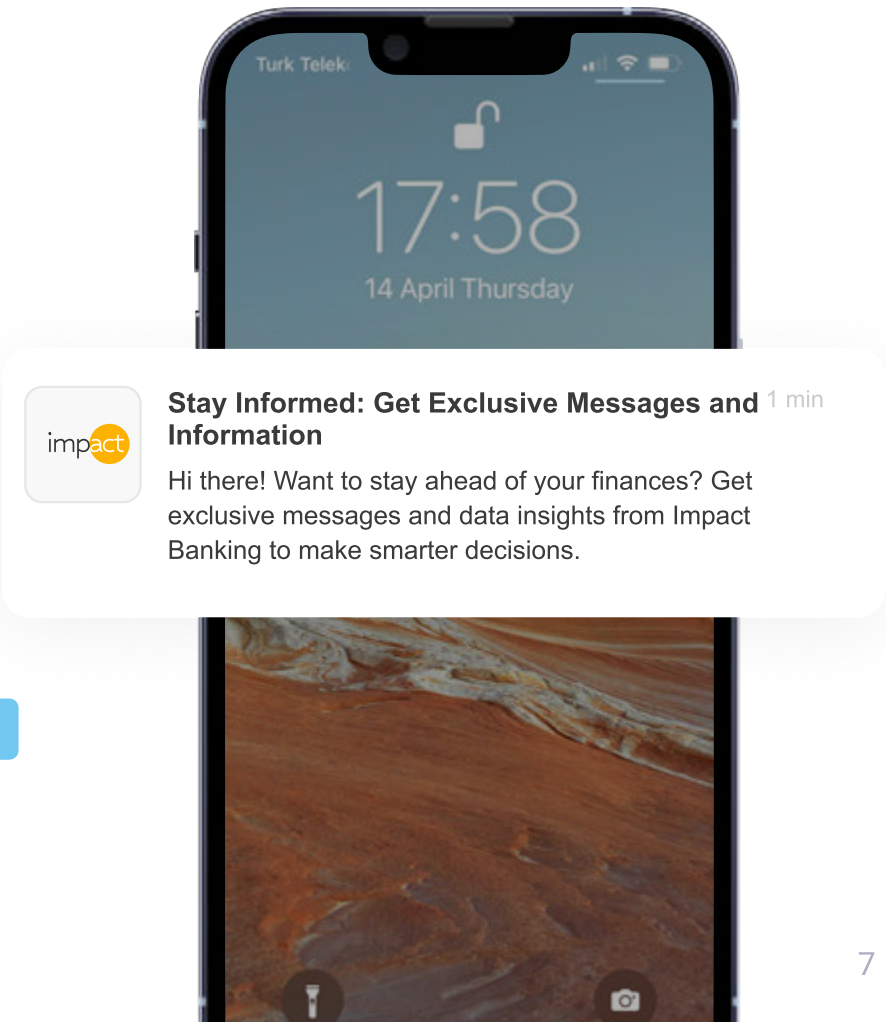 Turk Telek
17:58
14 April Thursday
impact
Stay Informed: Get Exclusive Messages and 1 min
Information
Hi there! Want to stay ahead of your finances? Get
exclusive messages and data insights from Impact
Banking to make smarter decisions.
7